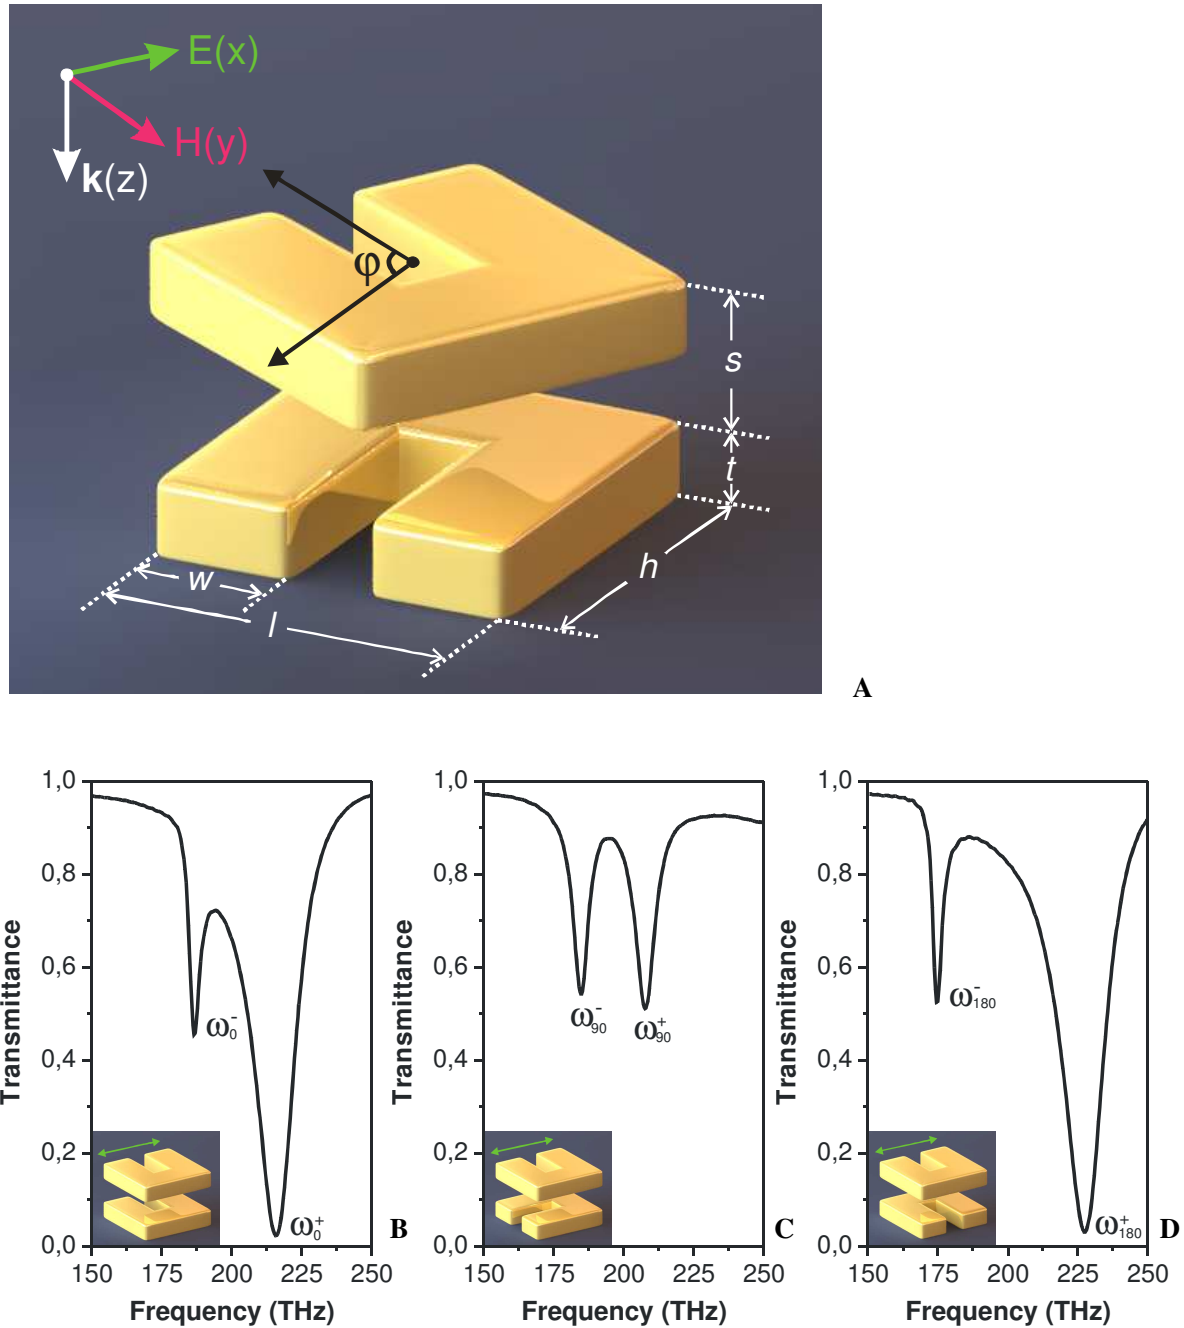 E(x)
H(y)
k(z)
φ
s
t
h
w
l
A
1,0
0,8
0,6
0,4
0,2
0,0
150 175 200 225 250
Transmittance
Frequency (THz)
ω₀⁻
ω₀⁺
B
1,0
0,8
0,6
0,4
0,2
0,0
150 175 200 225 250
Transmittance
Frequency (THz)
ω₉₀⁻
ω₉₀⁺
C
1,0
0,8
0,6
0,4
0,2
0,0
150 175 200 225 250
Transmittance
Frequency (THz)
ω₁₈₀⁻
ω₁₈₀⁺
D